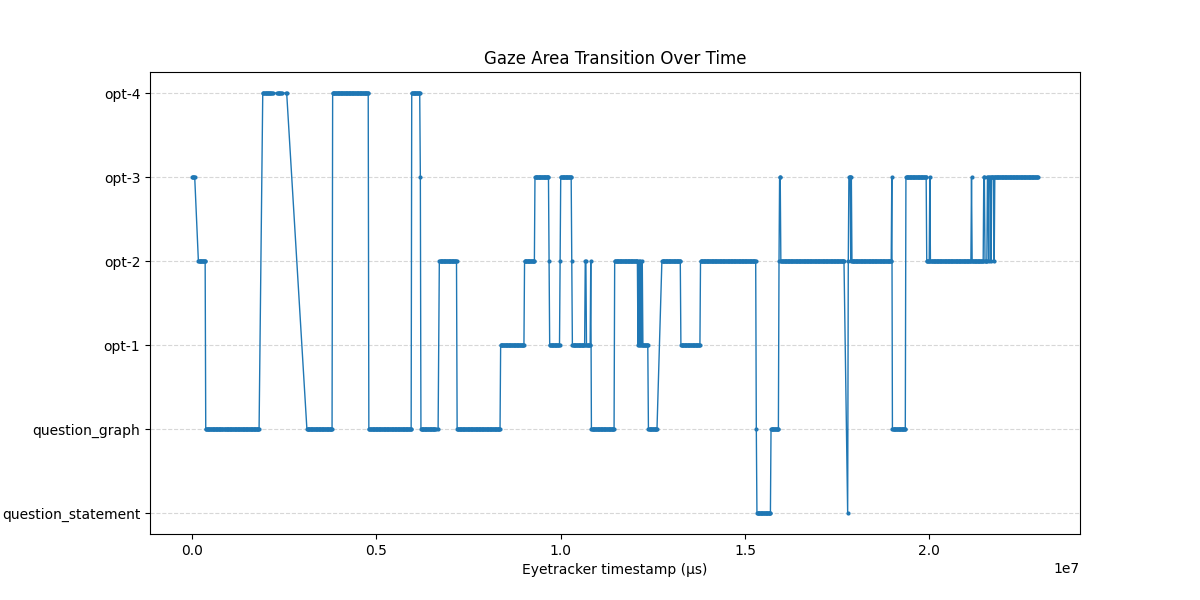 Gaze Area Transition Over Time
opt-4
opt-3
opt-2
opt-1
question_graph
question_statement
0.0 0.5 1.0 1.5 2.0
1e7
Eyetracker timestamp (μs)